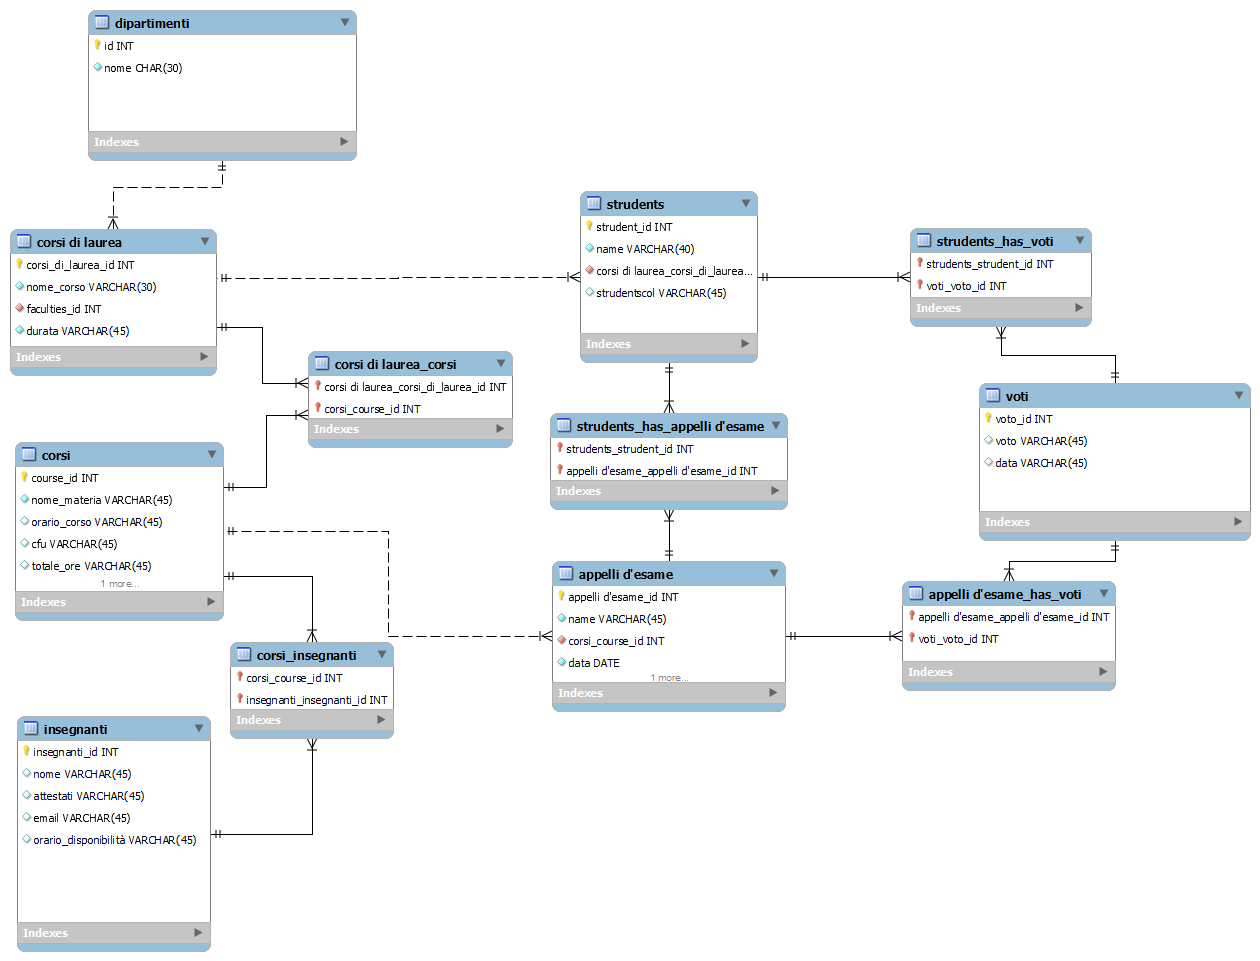 dipartimenti
id INT
nome CHAR(30)
Indexes
corsi di laurea
corsi_di_laurea_id INT
nome_corso VARCHAR(30)
faculties_id INT
durata VARCHAR(45)
Indexes
strudents
strudent_id INT
name VARCHAR(40)
corsi di laurea_corsi_di_laurea...
strudentscol VARCHAR(45)
Indexes
strudents_has_voti
strudents_strudent_id INT
voti_voto_id INT
Indexes
corsi di laurea_corsi
corsi di laurea_corsi_di_laurea_id INT
corsi_course_id INT
Indexes
voti
voto_id INT
voto VARCHAR(45)
data VARCHAR(45)
Indexes
strudents_has_appelli d'esame
strudents_strudent_id INT
appelli d'esame_appelli d'esame_id INT
Indexes
corsi
course_id INT
nome_materia VARCHAR(45)
orario_corso VARCHAR(45)
cfu VARCHAR(45)
totale_ore VARCHAR(45)
1 more...
Indexes
appelli d'esame
appelli d'esame_id INT
name VARCHAR(45)
corsi_course_id INT
data DATE
1 more...
Indexes
appelli d'esame_has_voti
appelli d'esame_appelli d'esame_id INT
voti_voto_id INT
Indexes
corsi_insegnanti
corsi_course_id INT
insegnanti_insegnanti_id INT
Indexes
insegnanti
insegnanti_id INT
nome VARCHAR(45)
attestati VARCHAR(45)
email VARCHAR(45)
orario_disponibilità VARCHAR(45)
Indexes